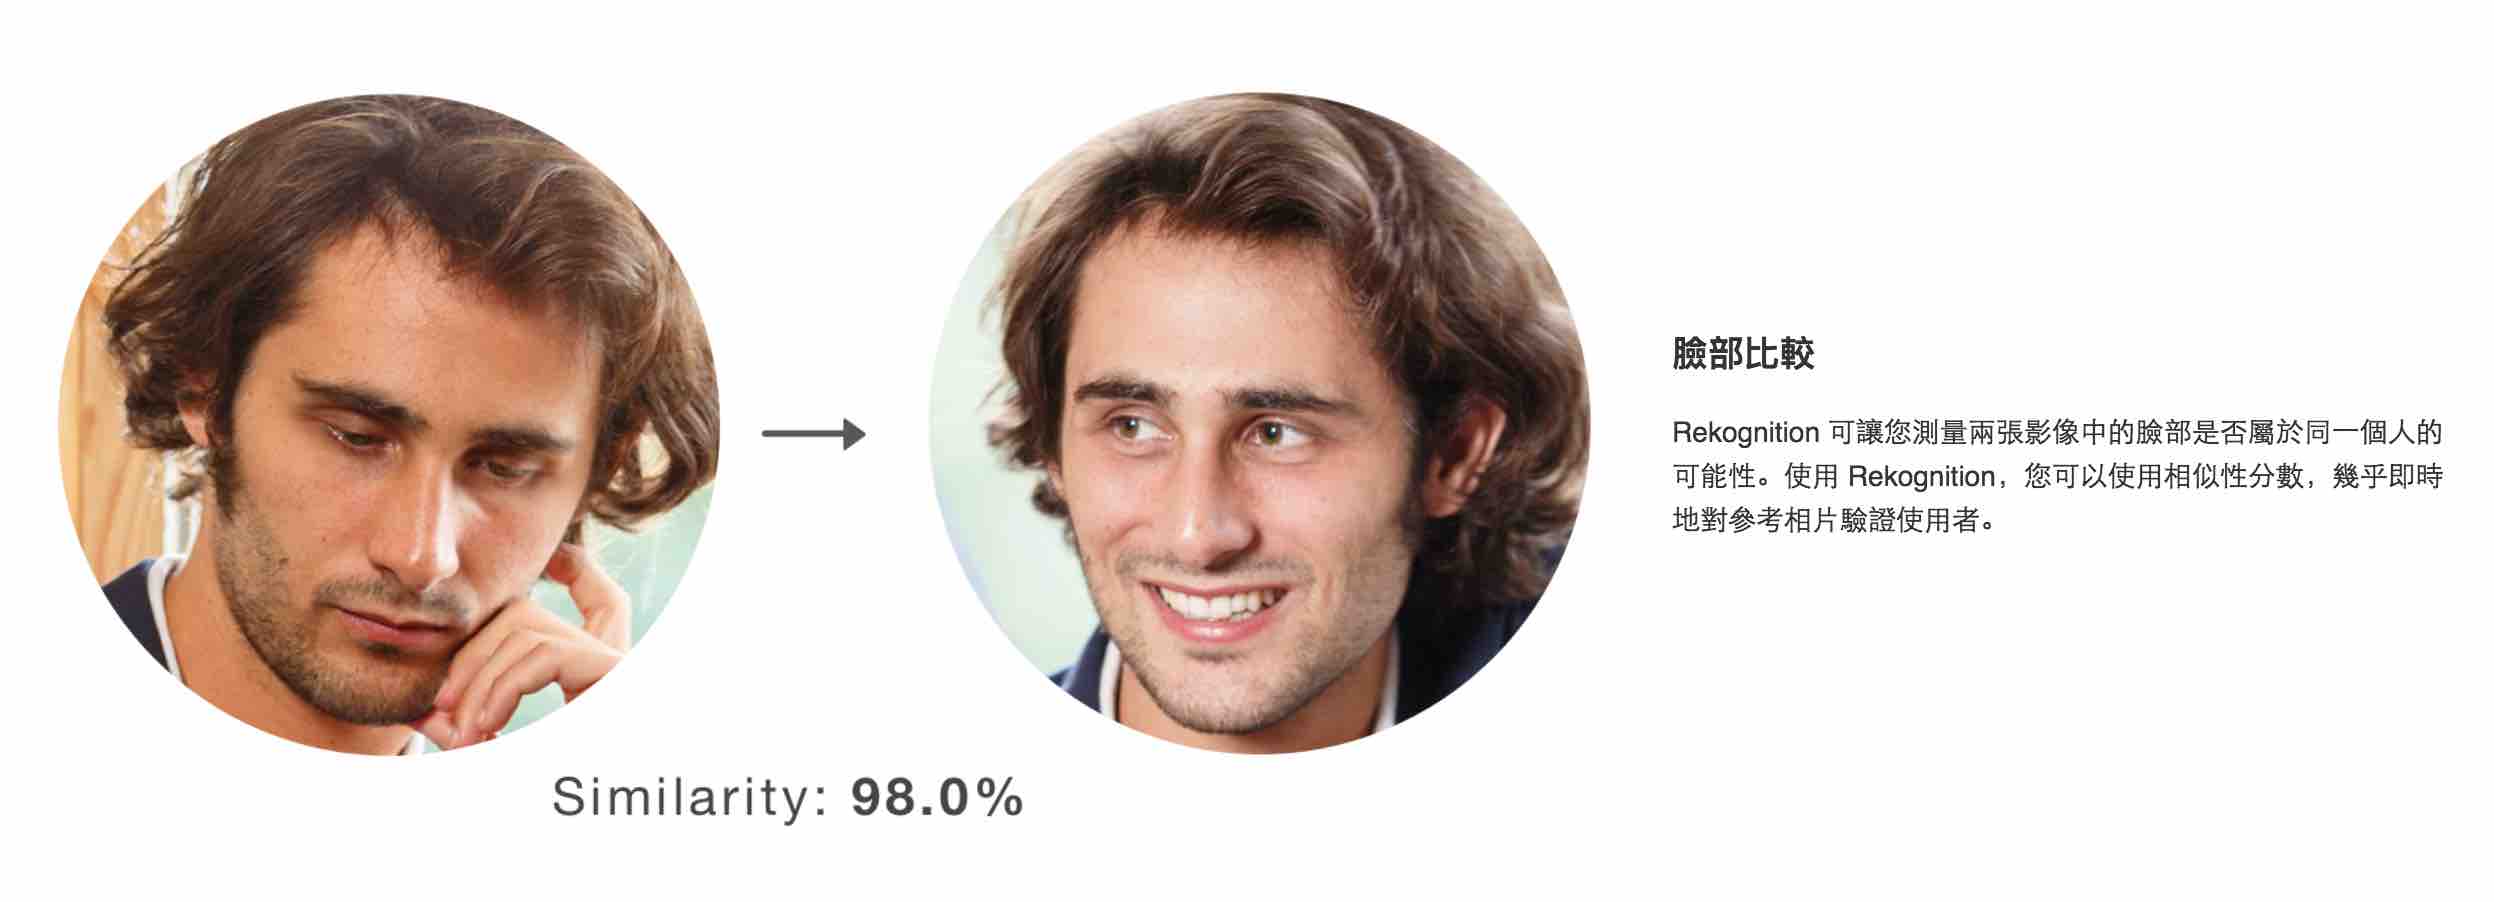 臉部比較
Rekognition 可讓您測量兩張影像中的臉部是否屬於同一個人的
可能性。使用 Rekognition，您可以使用相似性分數，幾乎即時
地對參考相片驗證使用者。
Similarity: 98.0%